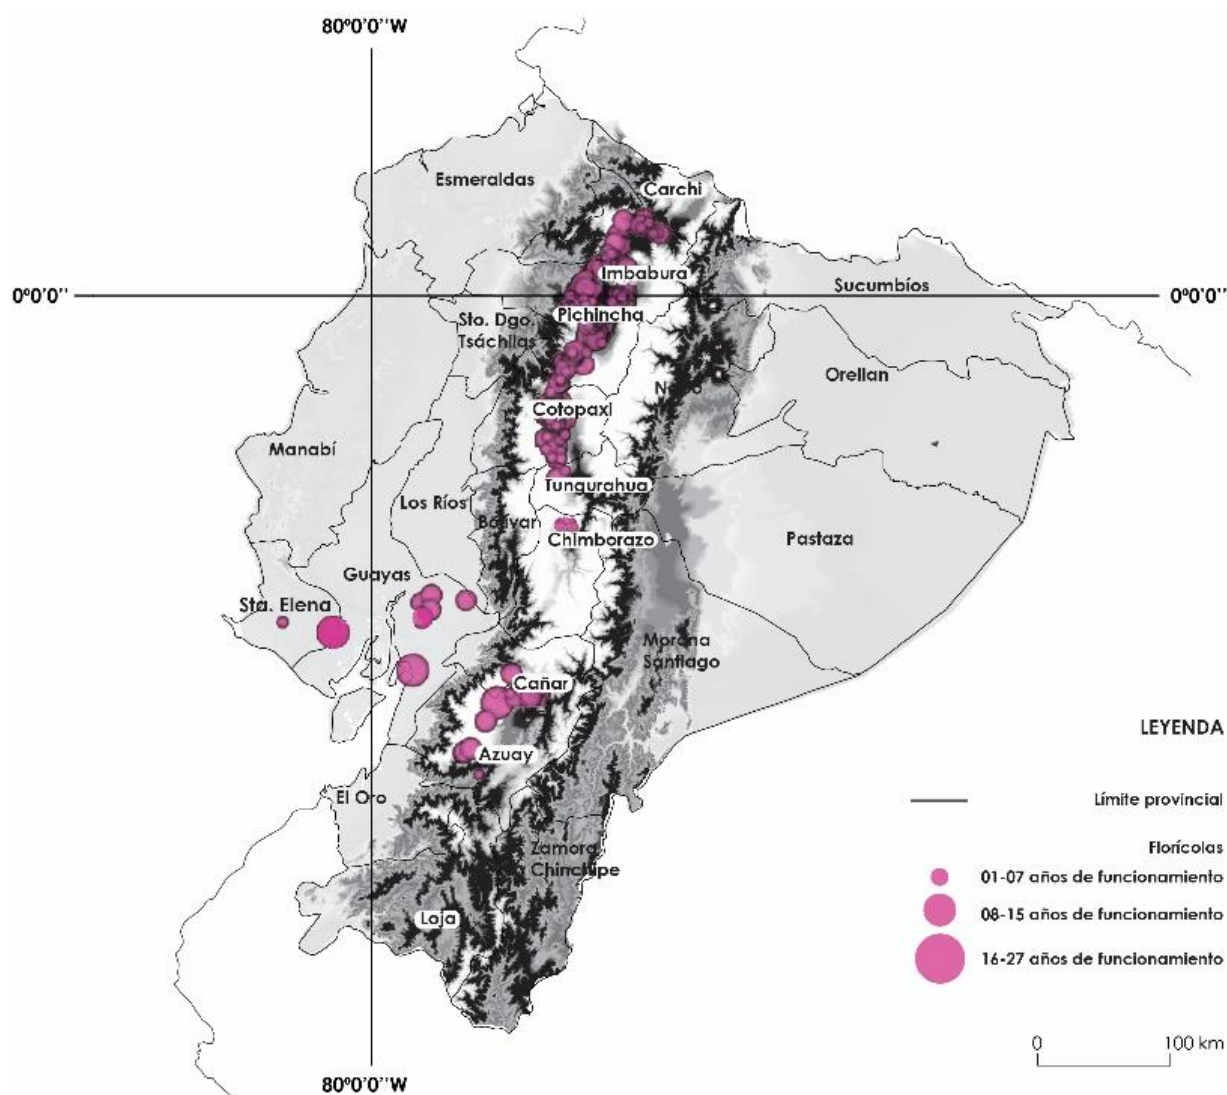 80º0'0''W
Esmeraldas
Carchi
Imbabura
0º0'0''
0º0'0''
Sucumbíos
Pichincha
Sto. Dgo.
Tsáchilas
Orellan
Cotopaxi
Manabí
Tungurahua
Los Ríos
Bolívar
Chimborazo
Pastaza
Guayas
Sta. Elena
Morona
Santiago
Cañar
Azuay
El Oro
Zamora
Chinchipe
Loja
LEYENDA
Límite provincial
Florícolas
01-07 años de funcionamiento
08-15 años de funcionamiento
16-27 años de funcionamiento
0 100 km
80º0'0''W